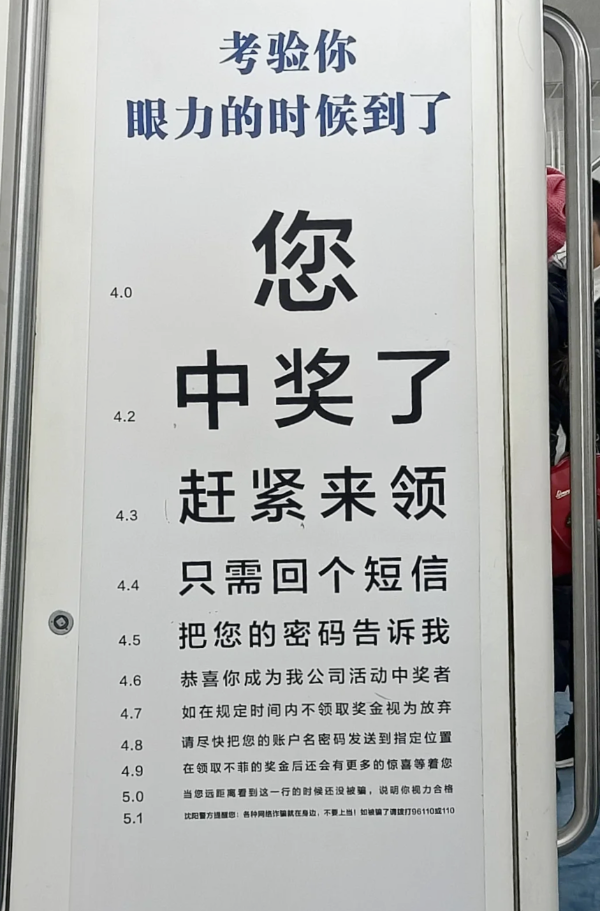 考验你
眼力的时候到了
4.0 您
4.2 中奖了
4.3 赶紧来领
4.4 只需回个短信
4.5 把您的密码告诉我
4.6 恭喜你成为我公司活动中奖者
4.7 如在规定时间内不领取奖金视为放弃
4.8 请尽快把您的账户名密码发送到指定位置
4.9 在领取不菲的奖金后还会有更多的惊喜等着您
5.0 当您远距离看到这一行的时候还没被骗，说明你视力合格
5.1 沈阳警方提醒您：各种网络诈骗就在身边，不要上当！如被骗了请拨打96110或110